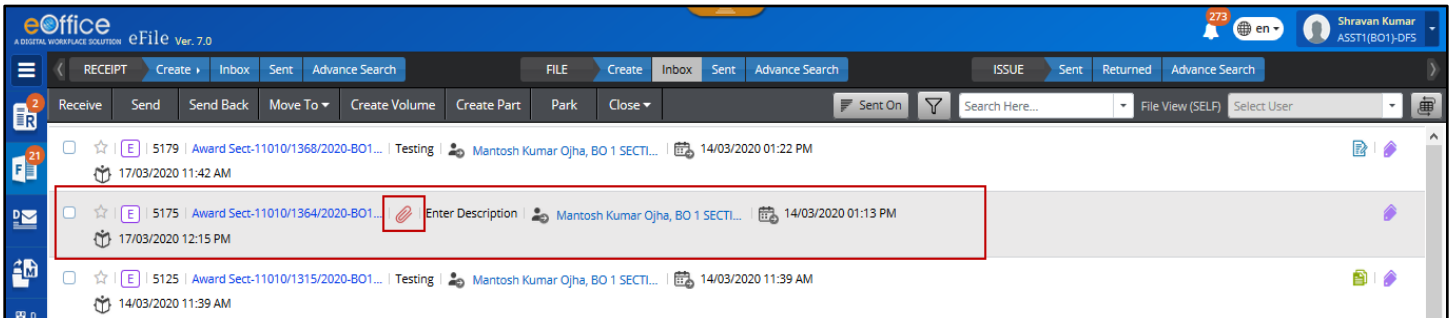 eOffice
A DIGITAL WORKPLACE SOLUTION eFile Ver. 7.0
273
en
Shravan Kumar
ASST1(BO1)-DFS
RECEIPT Create Inbox Sent Advance Search FILE Create Inbox Sent Advance Search ISSUE Sent Returned Advance Search
2
R
Receive Send Send Back Move To Create Volume Create Part Park Close Sent On Search Here... File View (SELF) Select User
21
F
E 5179 Award Sect-11010/1368/2020-BO1... Testing Mantosh Kumar Ojha, BO 1 SECTI... 14/03/2020 01:22 PM
17/03/2020 11:42 AM
D
E 5175 Award Sect-11010/1364/2020-BO1... Enter Description Mantosh Kumar Ojha, BO 1 SECTI... 14/03/2020 01:13 PM
17/03/2020 12:15 PM
M
E 5125 Award Sect-11010/1315/2020-BO1... Testing Mantosh Kumar Ojha, BO 1 SECTI... 14/03/2020 11:39 AM
14/03/2020 11:39 AM